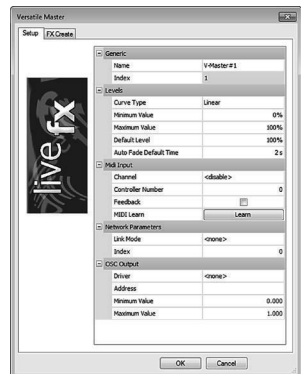 Versatile Master
Setup FX Create
live fx
Generic
Name V-Master#1
Index 1
Levels
Curve Type Linear
Minimum Value 0%
Maximum Value 100%
Default Level 100%
Auto Fade Default Time 2 s
Midi Input
Channel <disable>
Controller Number 0
Feedback
MIDI Learn Learn
Network Parameters
Link Mode <none>
Index 0
OSC Output
Driver <none>
Address
Minimum Value 0.000
Maximum Value 1.000
OK Cancel